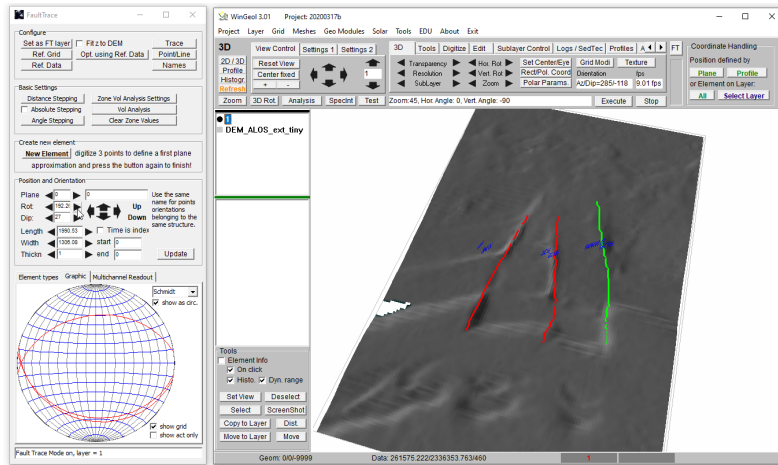 FaultTrace
Configure
Set as FT layer Fit z to DEM Trace
Ref. Grid Opt. using Ref. Data Point/Line
Ref. Data Names
Basic Settings
Distance Stepping Zone Vol Analysis Settings
Absolute Stepping Vol Analysis
Angle Stepping Clear Zone Values
Create new element
New Element digitize 3 points to define a first plane
approximation and press the button again to finish!
Position and Orientation
Plane 0 0 Use the same
name for points
orientations
belonging to the
same structure.
Rot: 192.2 Up
Dip: 27 Down
Length 1990.53 Time is index
Width 1306.08 start 0
Thickn 1 end 0 Update
Element types Graphic Multichannel Readout
Schmidt
show as circ.
show grid
show act only
Fault Trace Mode on, layer = 1
WinGeol 3.01 Project: 20200317b
Project Layer Grid Meshes Geo Modules Solar Tools EDU About Exit
3D View Control Settings 1 Settings 2 3D Tools Digitize Edit Sublayer Control Logs / SedTec Profiles A FT Coordinate Handling
2D / 3D Reset View Transparency Hor. Rot Set Center/Eye Grid Modi Texture Position defined by
Profile Center fixed 1 Resolution Vert. Rot Rect/Pol. Coord Orientation fps Plane Profile
Histogr. + - SubLayer Zoom Polar Params. Az/Dip=285/-118 9.01 fps or Element on Layer:
Refresh All Select Layer
Zoom 3D Rot. Analysis SpecInt Test Zoom:45, Hor. Angle: 0, Vert. Angle: -90 Execute Stop
1
DEM_ALOS_ext_tiny
Tools
Element Info
On click
Histo. Dyn. range
Set View Deselect
Select ScreenShot
Copy to Layer Dist.
Move to Layer Move
Geom: 0/0/-9999 Data: 261575.222/2336353.763/460 1